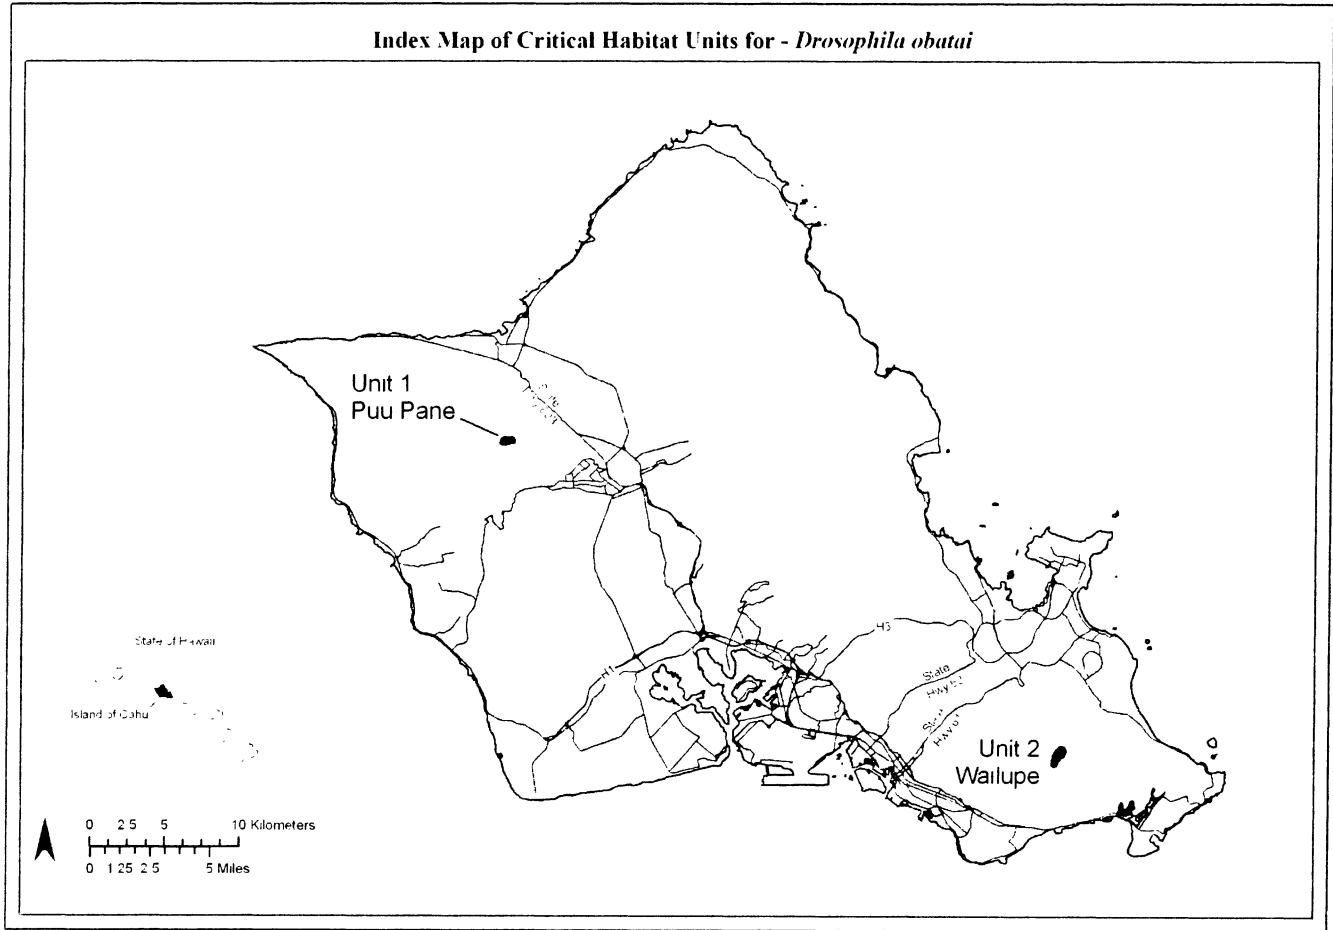 Index Map of Critical Habitat Units for - Drosophila obatai
Unit 1
Puu Pane
State
H3
State
Hwy 63
H1
State of Hawaii
Island of Oahu
Unit 2
Wailupe
0 2.5 5 10 Kilometers
0 1.25 2.5 5 Miles